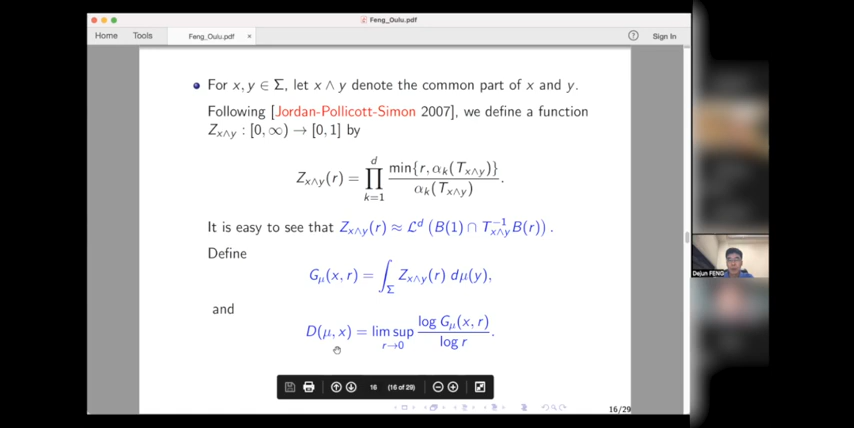 Feng_Oulu.pdf
Home Tools Feng_Oulu.pdf × ? Sign In
For x, y ∈ Σ, let x ∧ y denote the common part of x and y.
Following [Jordan-Pollicott-Simon 2007], we define a function
Z_{x∧y} : [0, ∞) → [0, 1] by
Z_{x∧y}(r) = ∏_{k=1}^{d} min{r, α_k(T_{x∧y})} / α_k(T_{x∧y}).
It is easy to see that Z_{x∧y}(r) ≈ ℒ^d (B(1) ∩ T_{x∧y}^{-1} B(r)).
Define
G_μ(x, r) = ∫_Σ Z_{x∧y}(r) dμ(y),
and
D(μ, x) = lim sup_{r→0} log G_μ(x, r) / log r.
Dejun FENG
16 (16 of 29)
16/29